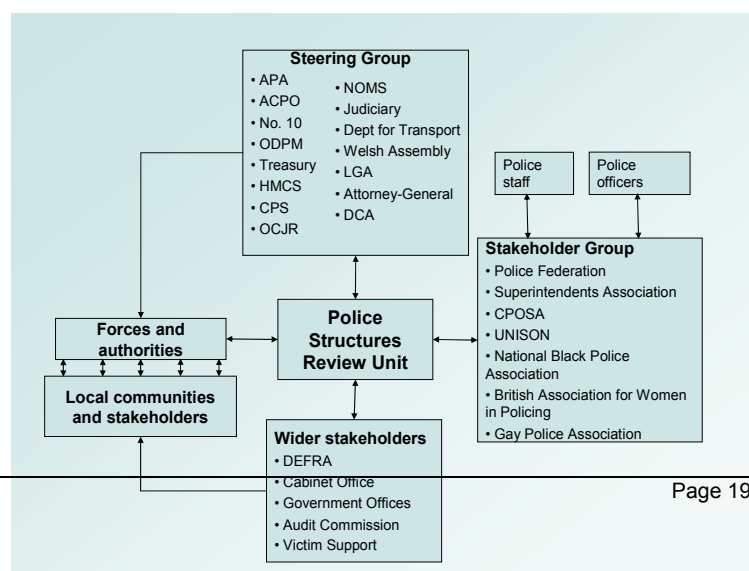 Steering Group
• APA
• ACPO
• No. 10
• ODPM
• Treasury
• HMCS
• CPS
• OCJR
• NOMS
• Judiciary
• Dept for Transport
• Welsh Assembly
• LGA
• Attorney-General
• DCA
Police
staff
Police
officers
Stakeholder Group
• Police Federation
• Superintendents Association
• CPOSA
• UNISON
• National Black Police
Association
• British Association for Women
in Policing
• Gay Police Association
Police
Structures
Review Unit
Forces and
authorities
Local communities
and stakeholders
Wider stakeholders
• DEFRA
• Cabinet Office
• Government Offices
• Audit Commission
• Victim Support
Page 19